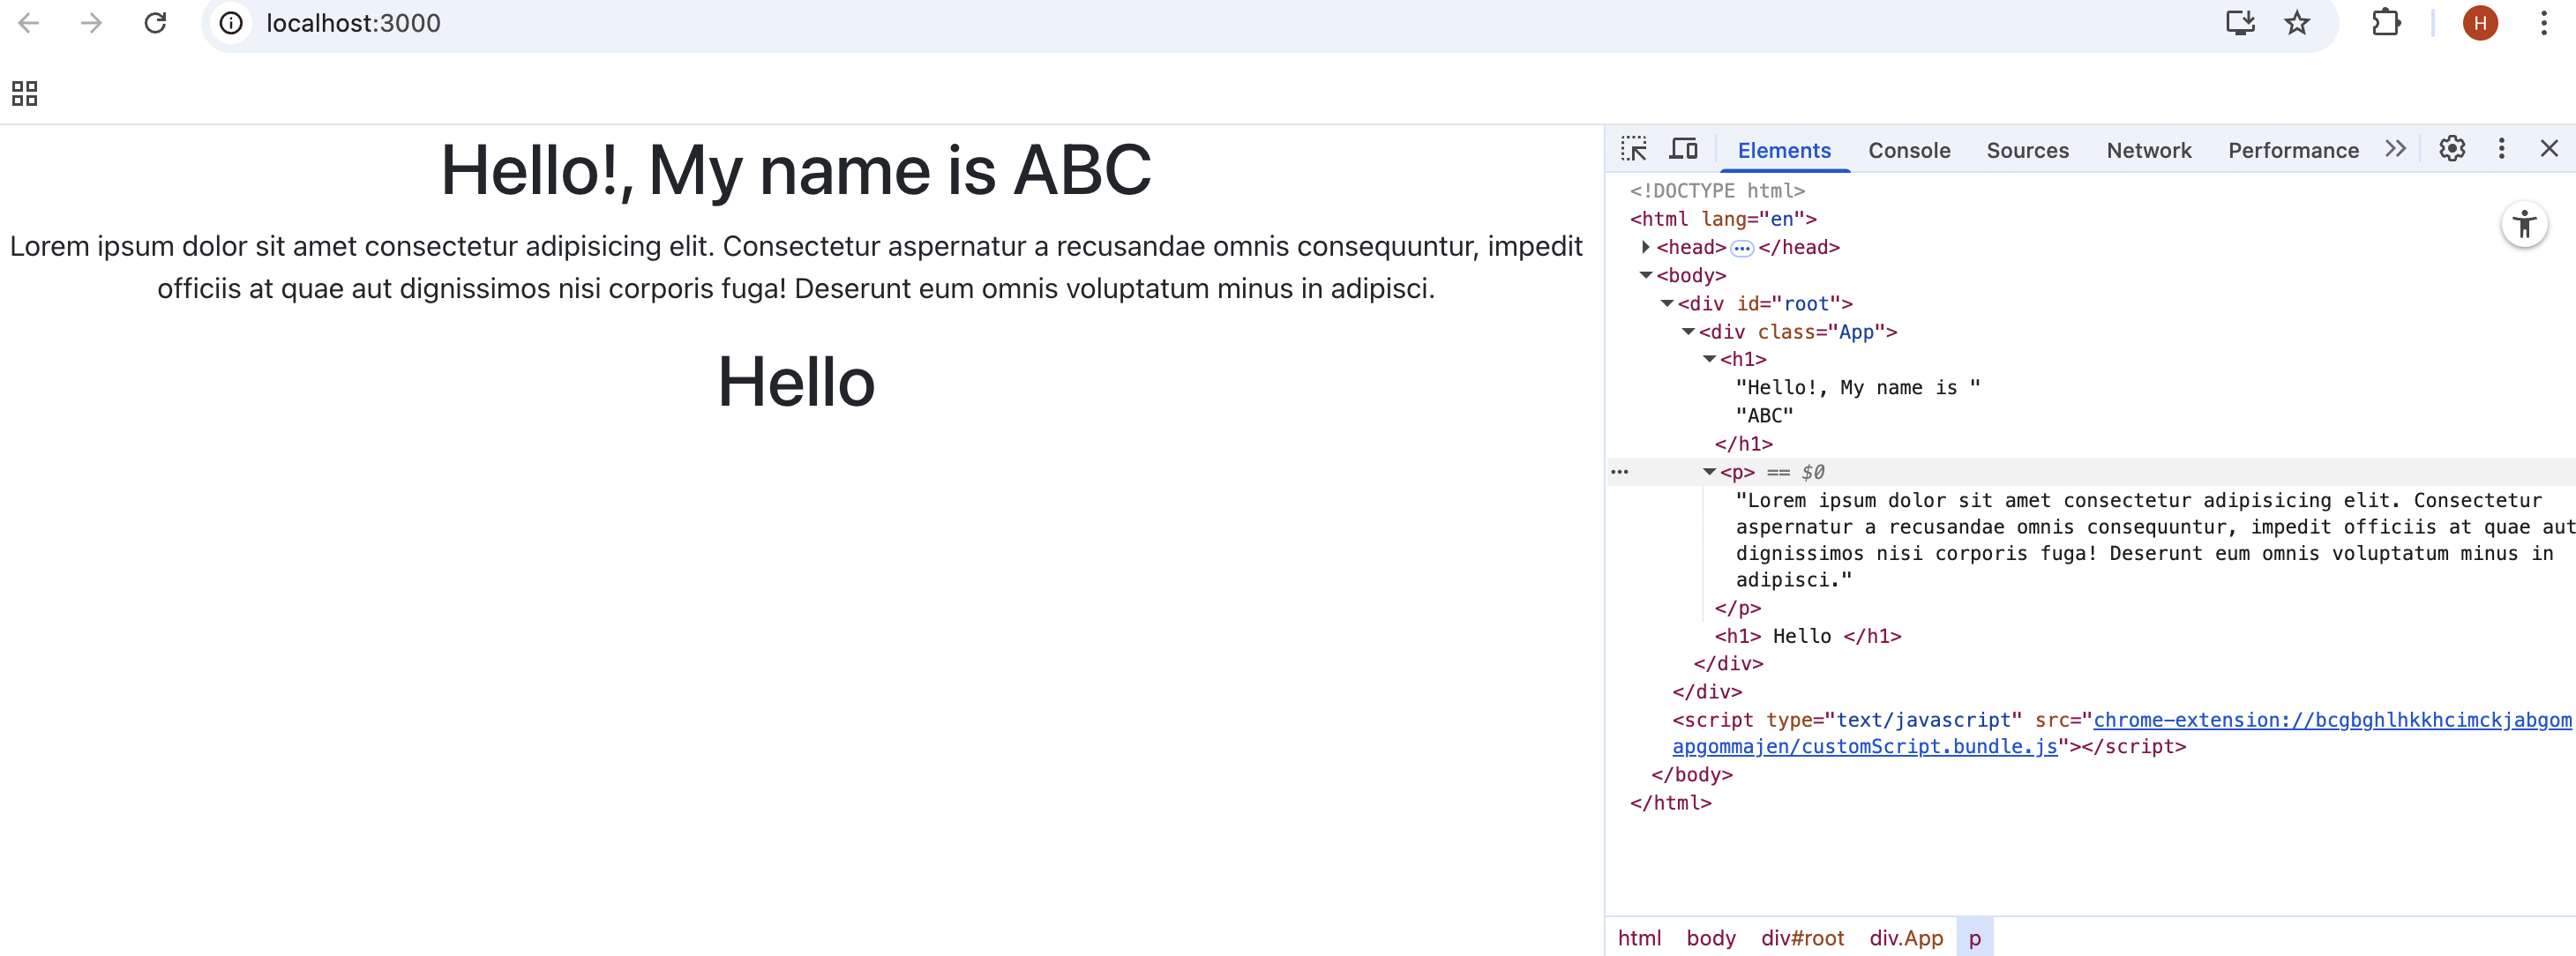 localhost:3000
H
Hello!, My name is ABC
Lorem ipsum dolor sit amet consectetur adipisicing elit. Consectetur aspernatur a recusandae omnis consequuntur, impedit
officiis at quae aut dignissimos nisi corporis fuga! Deserunt eum omnis voluptatum minus in adipisci.
Hello
Elements Console Sources Network Performance
<!DOCTYPE html>
<html lang="en">
<head> ··· </head>
<body>
<div id="root">
<div class="App">
<h1>
"Hello!, My name is "
"ABC"
</h1>
··· <p> == $0
"Lorem ipsum dolor sit amet consectetur adipisicing elit. Consectetur
aspernatur a recusandae omnis consequuntur, impedit officiis at quae aut
dignissimos nisi corporis fuga! Deserunt eum omnis voluptatum minus in
adipisci."
</p>
<h1> Hello </h1>
</div>
</div>
<script type="text/javascript" src="chrome-extension://bcgbghlhkkhcimckjabgom
apgommajen/customScript.bundle.js"></script>
</body>
</html>
html body div#root div.App p